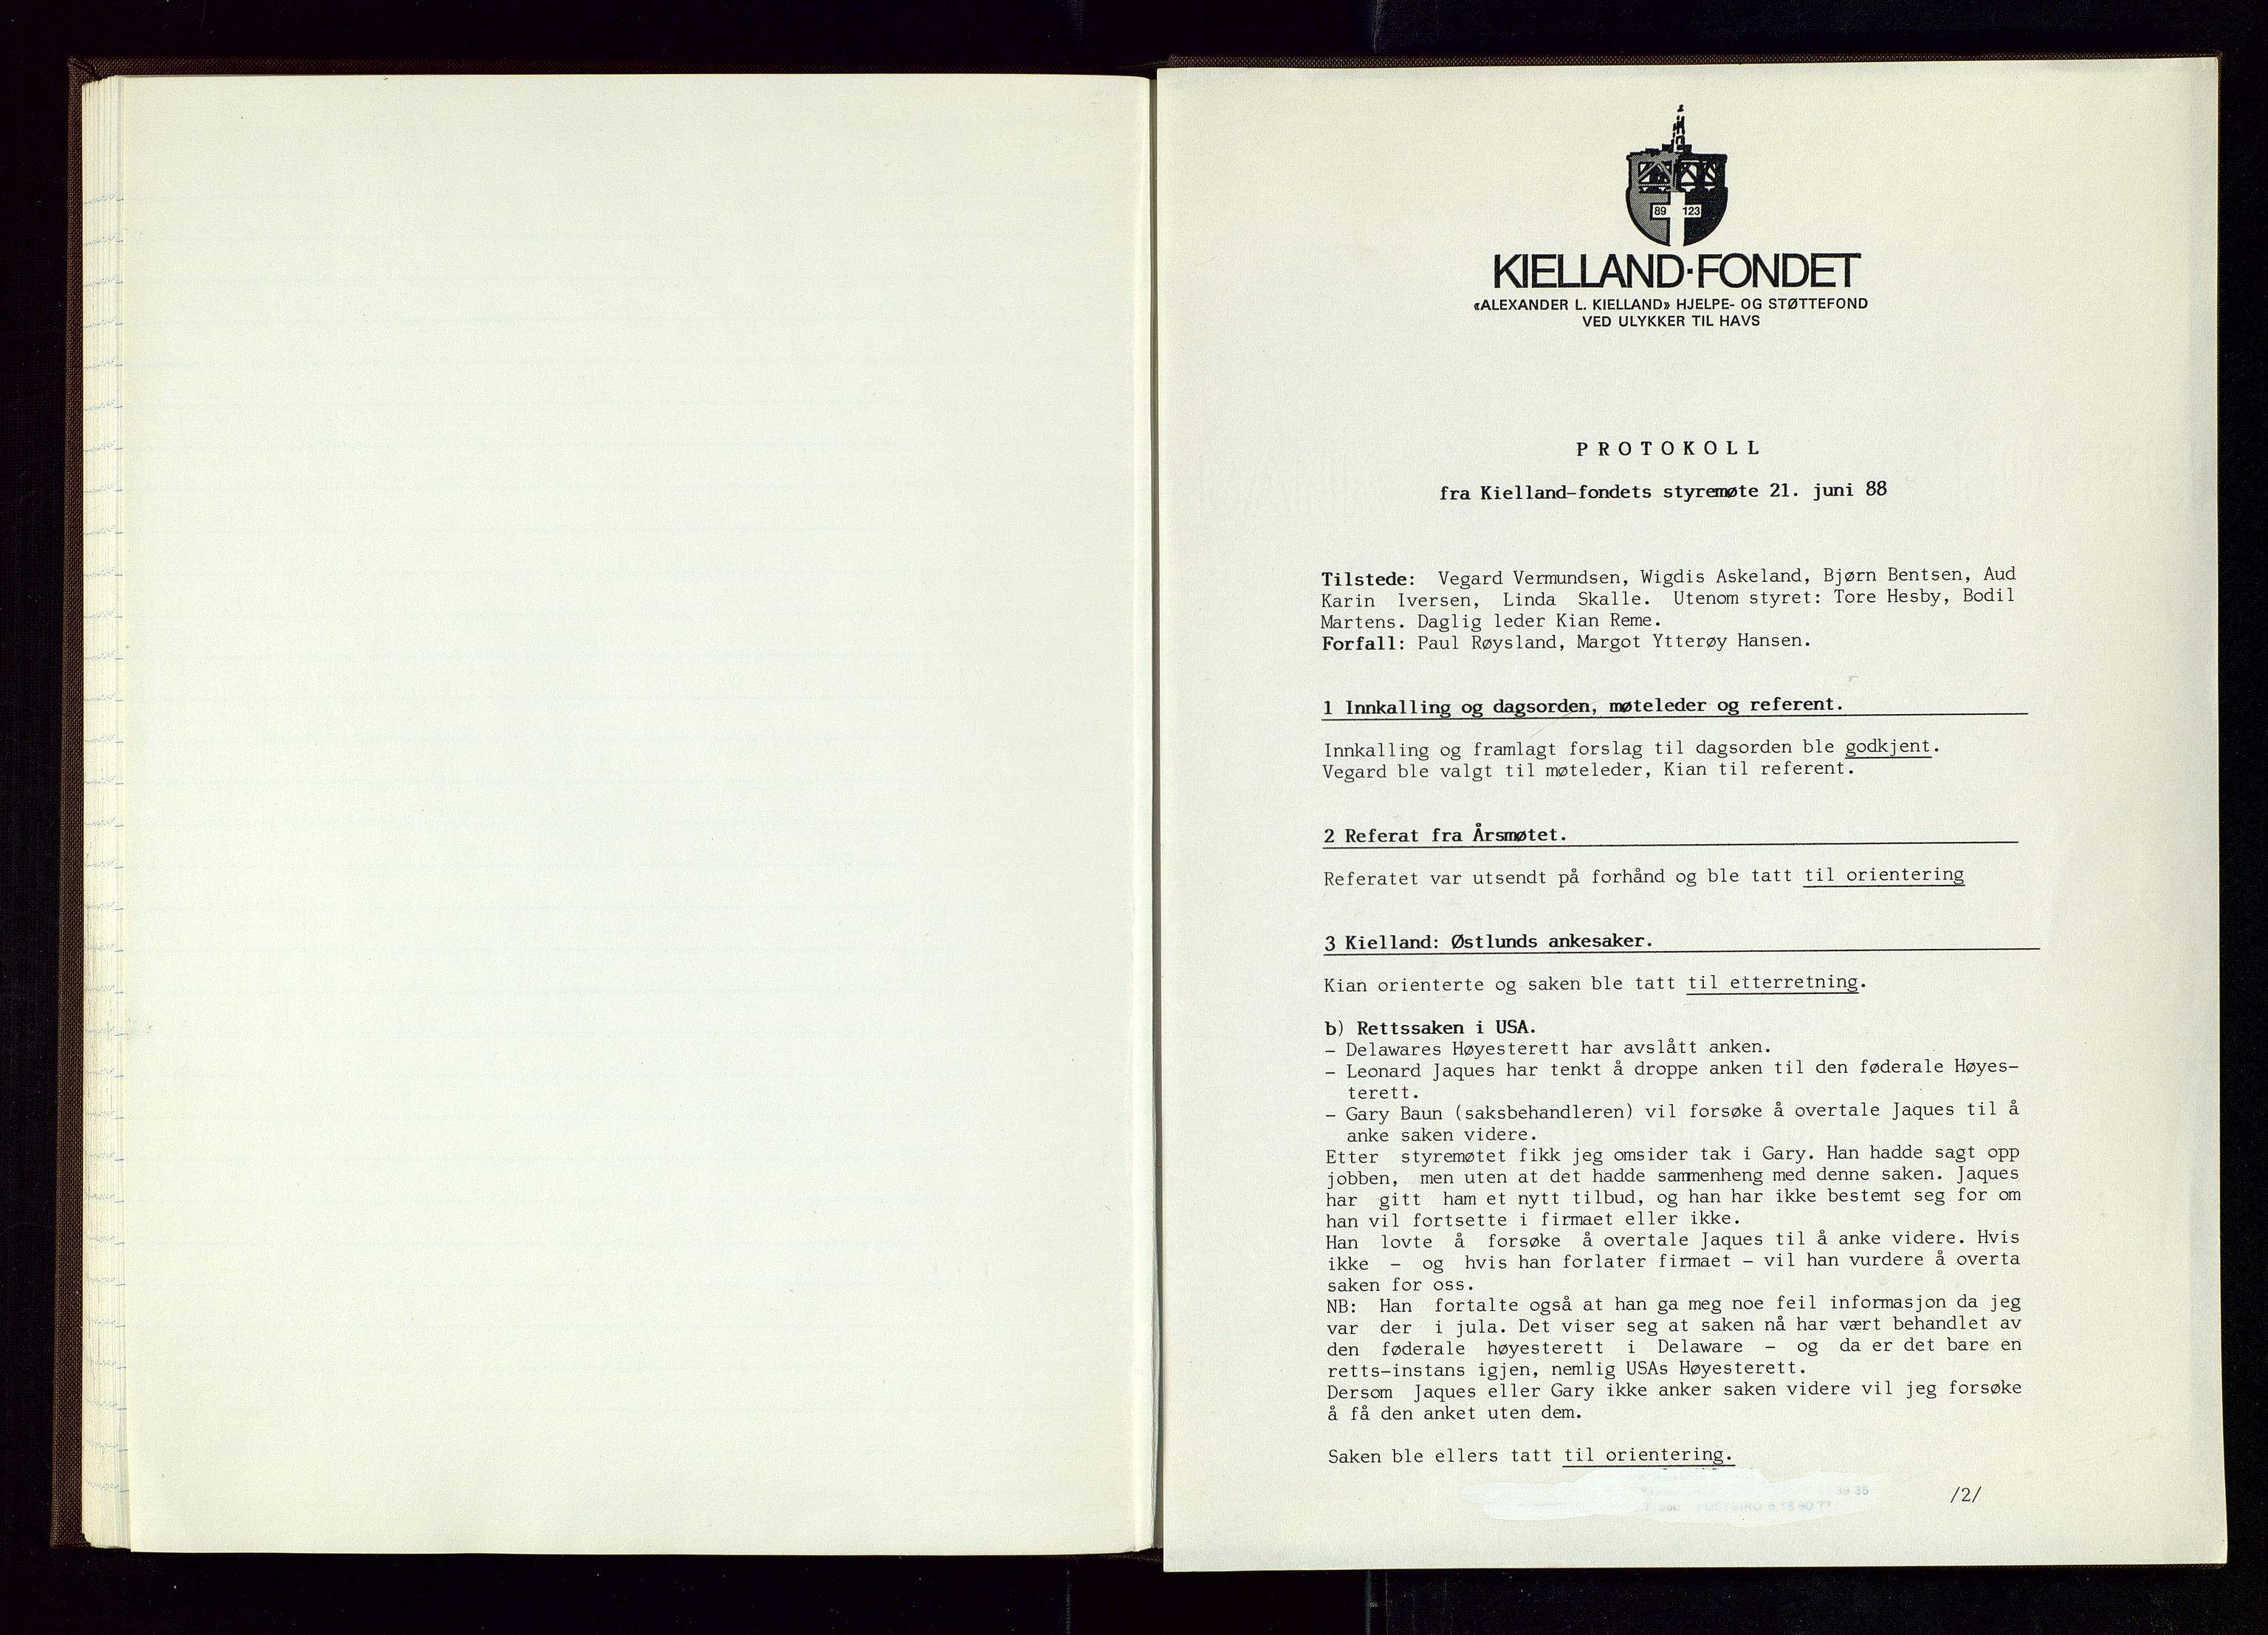 89 123
KIELLAND·FONDET
«ALEXANDER L. KIELLAND» HJELPE- OG STØTTEFOND
VED ULYKKER TIL HAVS
PROTOKOLL
fra Kielland-fondets styremøte 21. juni 88
Tilstede: Vegard Vermundsen, Wigdis Askeland, Bjørn Bentsen, Aud
Karin Iversen, Linda Skalle. Utenom styret: Tore Hesby, Bodil
Martens. Daglig leder Kian Reme.
Forfall: Paul Røysland, Margot Ytterøy Hansen.
1 Innkalling og dagsorden, møteleder og referent.
Innkalling og framlagt forslag til dagsorden ble godkjent.
Vegard ble valgt til møteleder, Kian til referent.
2 Referat fra Årsmøtet.
Referatet var utsendt på forhånd og ble tatt til orientering
3 Kielland: Østlunds ankesaker.
Kian orienterte og saken ble tatt til etterretning.
b) Rettssaken i USA.
- Delawares Høyesterett har avslått anken.
- Leonard Jaques har tenkt å droppe anken til den føderale Høyes-
terett.
- Gary Baun (saksbehandleren) vil forsøke å overtale Jaques til å
anke saken videre.
Etter styremøtet fikk jeg omsider tak i Gary. Han hadde sagt opp
jobben, men uten at det hadde sammenheng med denne saken. Jaques
har gitt ham et nytt tilbud, og han har ikke bestemt seg for om
han vil fortsette i firmaet eller ikke.
Han lovte å forsøke å overtale Jaques til å anke videre. Hvis
ikke - og hvis han forlater firmaet - vil han vurdere å overta
saken for oss.
NB: Han fortalte også at han ga meg noe feil informasjon da jeg
var der i jula. Det viser seg at saken nå har vært behandlet av
den føderale høyesterett i Delaware - og da er det bare en
retts-instans igjen, nemlig USAs Høyesterett.
Dersom Jaques eller Gary ikke anker saken videre vil jeg forsøke
å få den anket uten dem.
Saken ble ellers tatt til orientering.
/2/